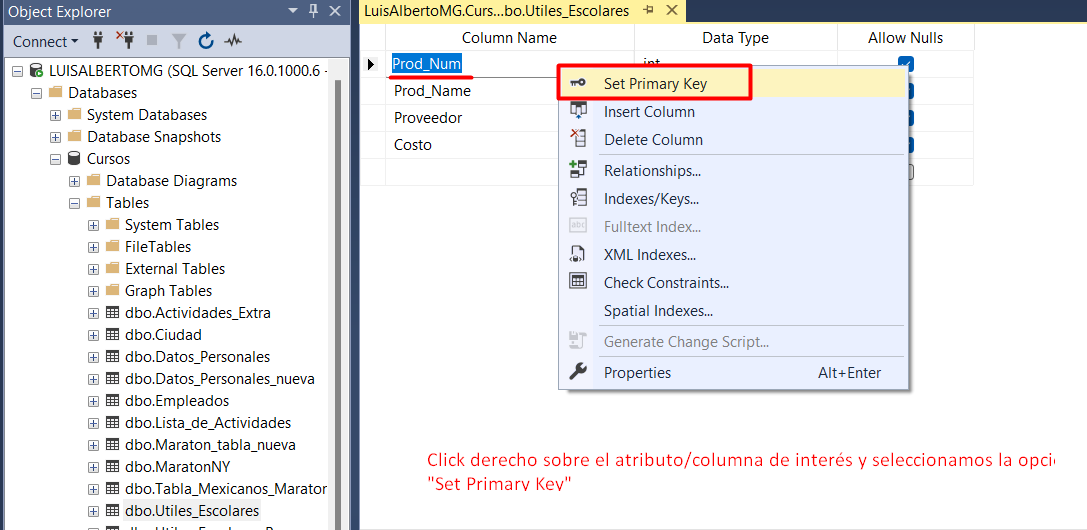 Object Explorer
Connect
LUISALBERTOMG (SQL Server 16.0.1000.6 -
Databases
System Databases
Database Snapshots
Cursos
Database Diagrams
Tables
System Tables
FileTables
External Tables
Graph Tables
dbo.Actividades_Extra
dbo.Ciudad
dbo.Datos_Personales
dbo.Datos_Personales_nueva
dbo.Empleados
dbo.Lista_de_Actividades
dbo.Maraton_tabla_nueva
dbo.MaratonNY
dbo.Tabla_Mexicanos_Maraton
dbo.Utiles_Escolares
LuisAlbertoMG.Curs...bo.Utiles_Escolares
Column Name Data Type Allow Nulls
Prod_Num int
Prod_Name
Proveedor
Costo
Set Primary Key
Insert Column
Delete Column
Relationships...
Indexes/Keys...
Fulltext Index...
XML Indexes...
Check Constraints...
Spatial Indexes...
Generate Change Script...
Properties Alt+Enter
Click derecho sobre el atributo/columna de interés y seleccionamos la opci
"Set Primary Key"